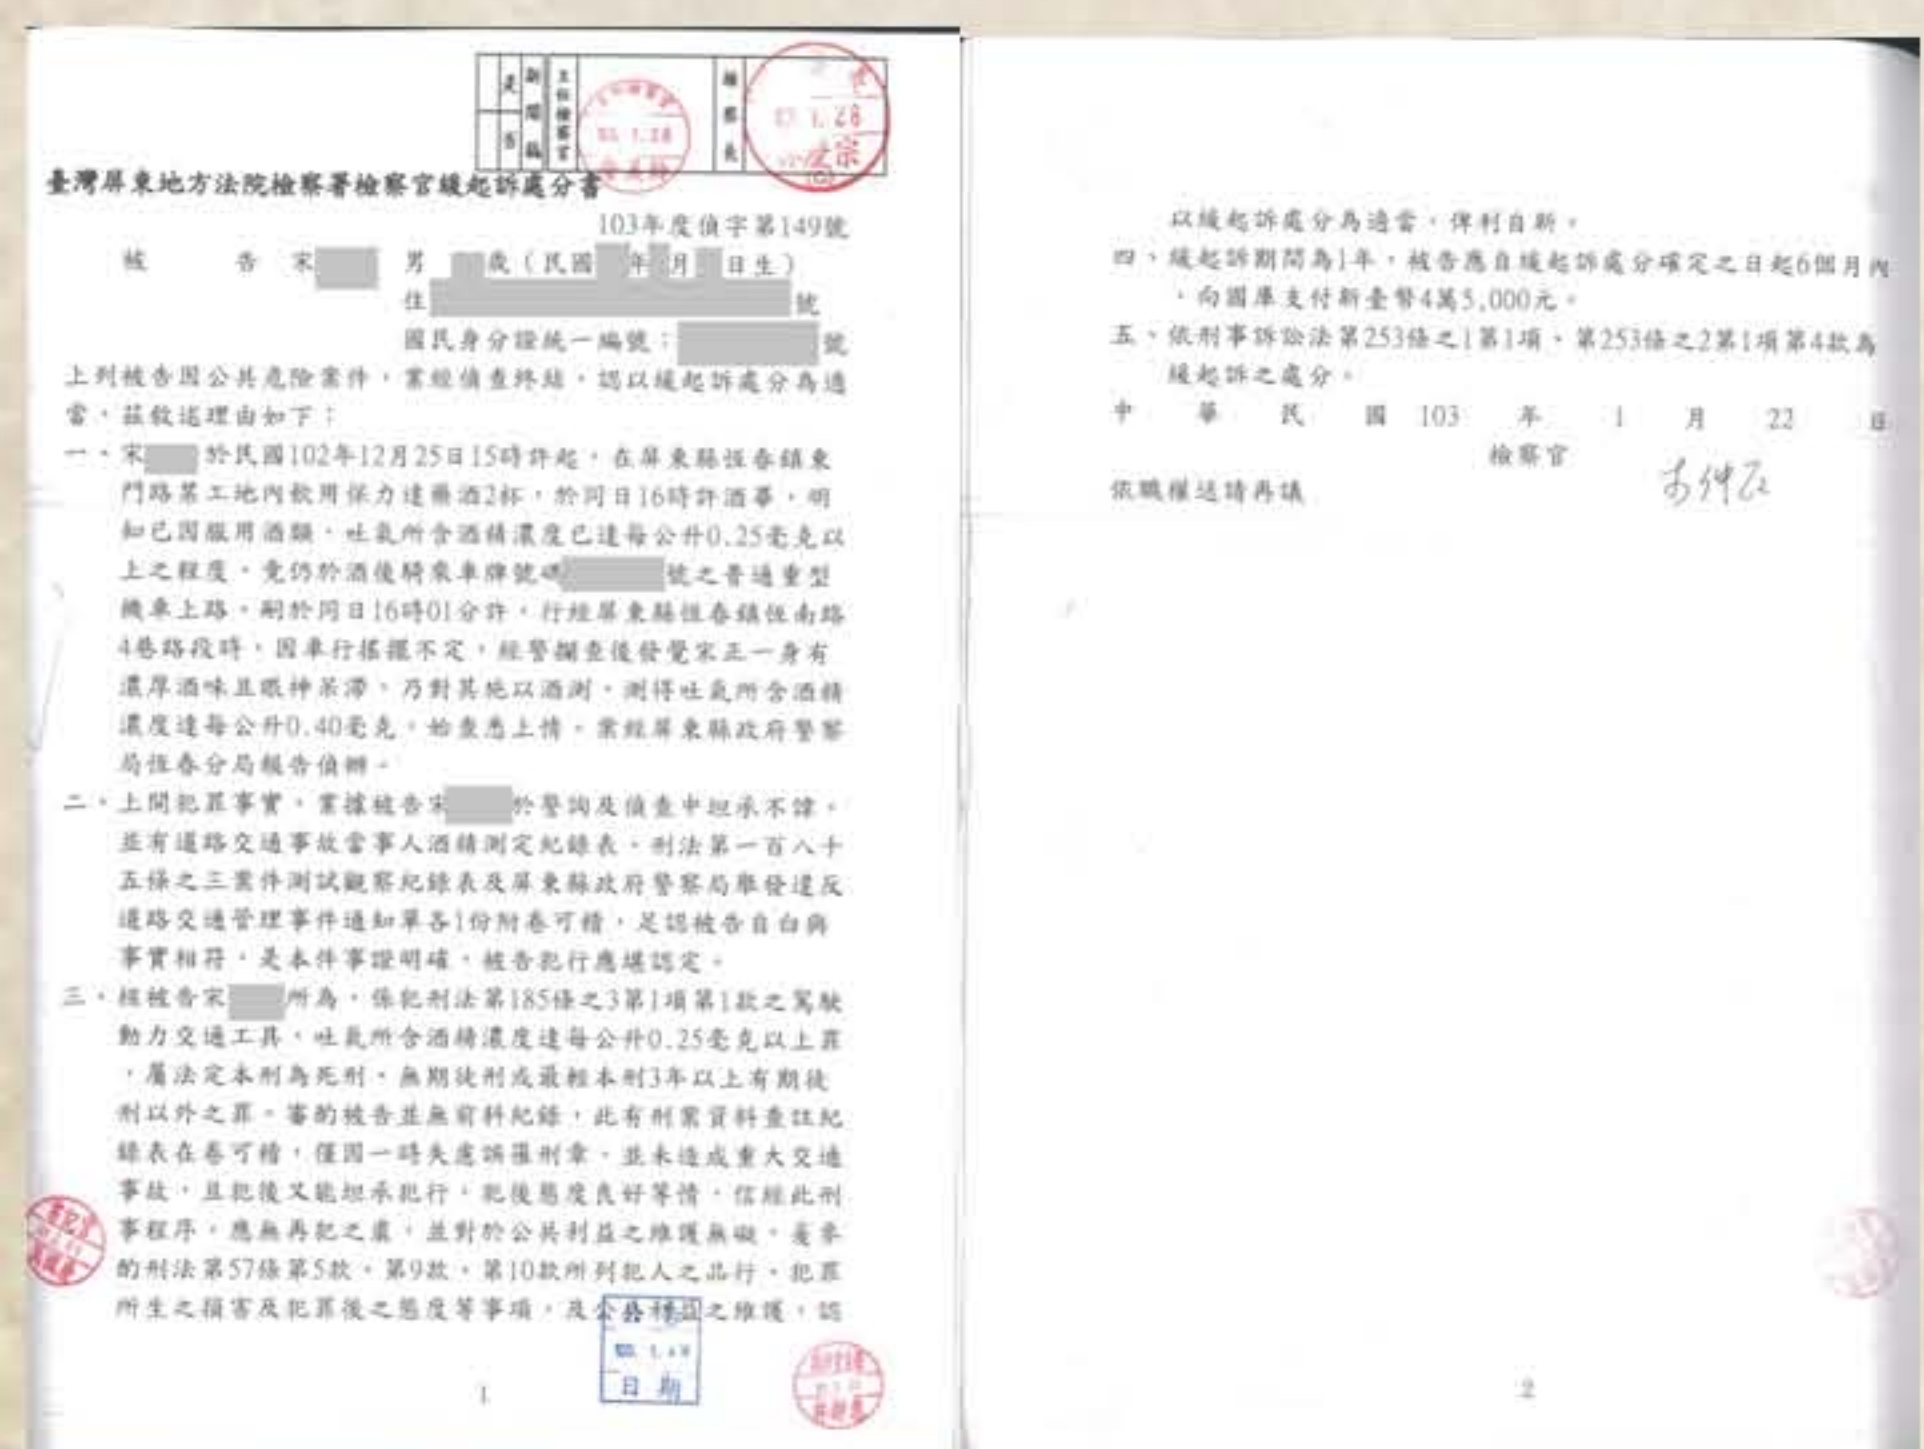 是
否
新聞稿
主任檢察官
檢察長
臺灣屏東地方法院檢察署檢察官緩起訴處分書
103年度偵字第149號
被 告 宋 男 歲(民國 年 月 日生)
住 號
國民身分證統一編號: 號
上列被告因公共危險案件,業經偵查終結,認以緩起訴處分為適
當,茲敘述理由如下:
一、宋 於民國102年12月25日15時許起,在屏東縣恆春鎮東
門路某工地內飲用保力達藥酒2杯,於同日16時許酒畢,明
知已因服用酒類,吐氣所含酒精濃度已達每公升0.25毫克以
上之程度,竟仍於酒後騎乘車牌號碼 號之普通重型
機車上路。嗣於同日16時01分許,行經屏東縣恆春鎮恆南路
4巷路段時,因車行搖擺不定,經警攔查後發覺宋正一身有
濃厚酒味且眼神呆滯,乃對其施以酒測,測得吐氣所含酒精
濃度達每公升0.40毫克,始查悉上情。案經屏東縣政府警察
局恆春分局報告偵辦。
二、上開犯罪事實,業據被告宋 於警詢及偵查中坦承不諱,
並有道路交通事故當事人酒精測定紀錄表、刑法第一百八十
五條之三案件測試觀察紀錄表及屏東縣政府警察局舉發違反
道路交通管理事件通知單各1份附卷可稽,足認被告自白與
事實相符,是本件事證明確,被告犯行應堪認定。
三、核被告宋 所為,係犯刑法第185條之3第1項第1款之駕駛
動力交通工具,吐氣所含酒精濃度達每公升0.25毫克以上罪
,屬法定本刑為死刑、無期徒刑或最輕本刑3年以上有期徒
刑以外之罪。審酌被告並無前科紀錄,此有刑案資料查註紀
錄表在卷可稽,僅因一時失慮誤罹刑章,並未造成重大交通
事故,且犯後又能坦承犯行,犯後態度良好等情,信經此刑
事程序,應無再犯之虞,並對於公共利益之維護無礙,爰參
酌刑法第57條第5款、第9款、第10款所列犯人之品行、犯罪
所生之損害及犯罪後之態度等事項,及公共利益之維護,認
日期
1
以緩起訴處分為適當,俾利自新。
四、緩起訴期間為1年,被告應自緩起訴處分確定之日起6個月內
,向國庫支付新臺幣4萬5,000元。
五、依刑事訴訟法第253條之1第1項、第253條之2第1項第4款為
緩起訴之處分。
中 華 民 國 103 年 1 月 22 日
檢察官
依職權送請再議
2